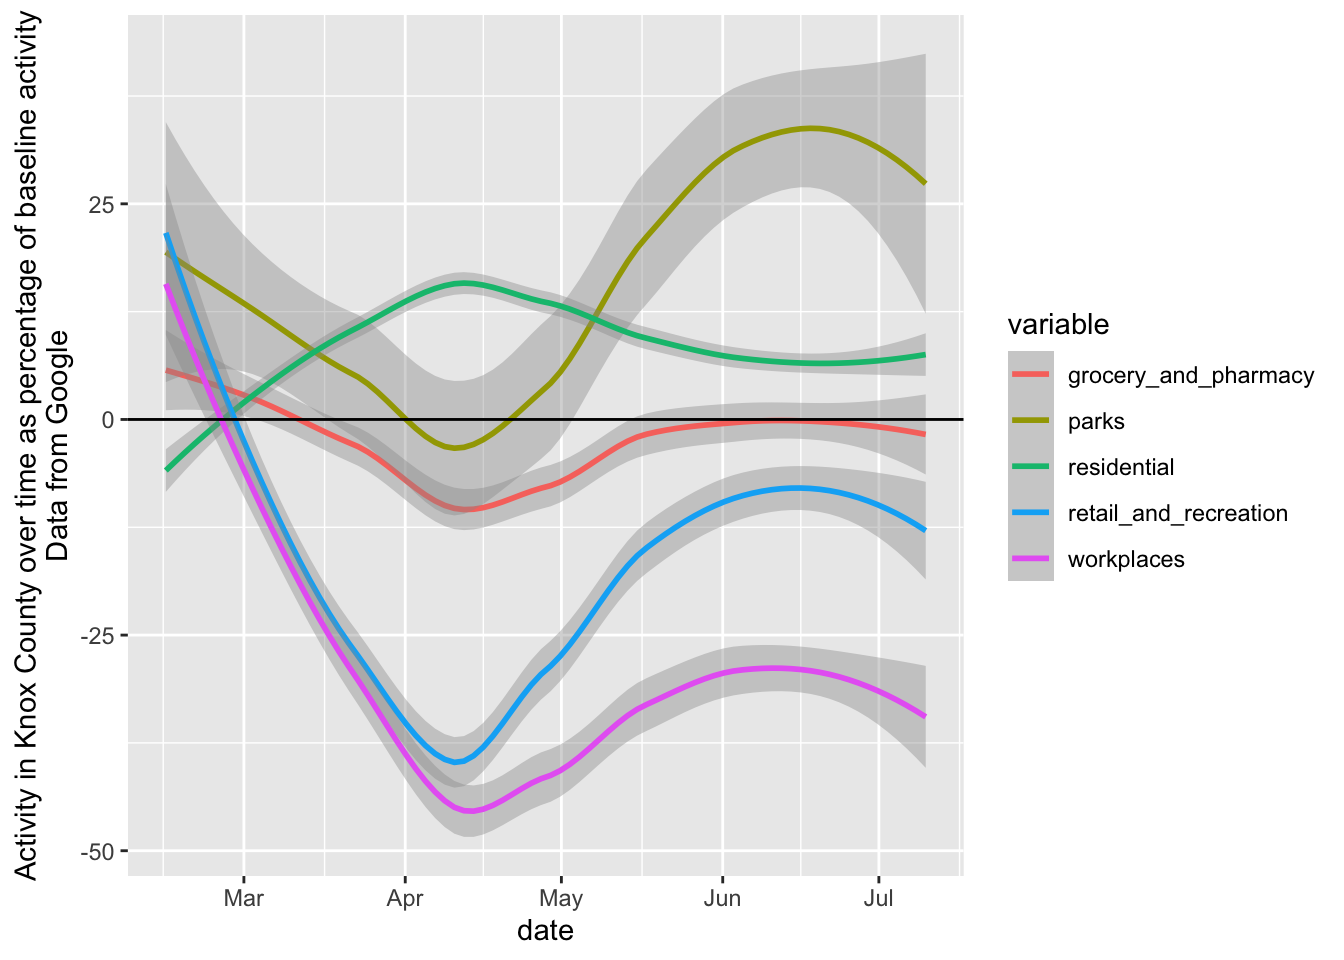 Activity in Knox County over time as percentage of baseline activity
Data from Google
25
0
-25
-50
Mar
Apr
May
Jun
Jul
date
variable
grocery_and_pharmacy
parks
residential
retail_and_recreation
workplaces